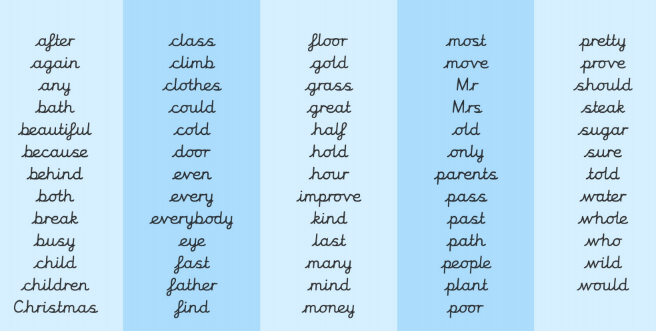 after
again
any
bath
beautiful
because
behind
both
break
busy
child
children
Christmas
class
climb
clothes
could
cold
door
even
every
everybody
eye
fast
father
find
floor
gold
grass
great
half
hold
hour
improve
kind
last
many
mind
money
most
move
Mr
Mrs
old
only
parents
pass
past
path
people
plant
poor
pretty
prove
should
steak
sugar
sure
told
water
whole
who
wild
would